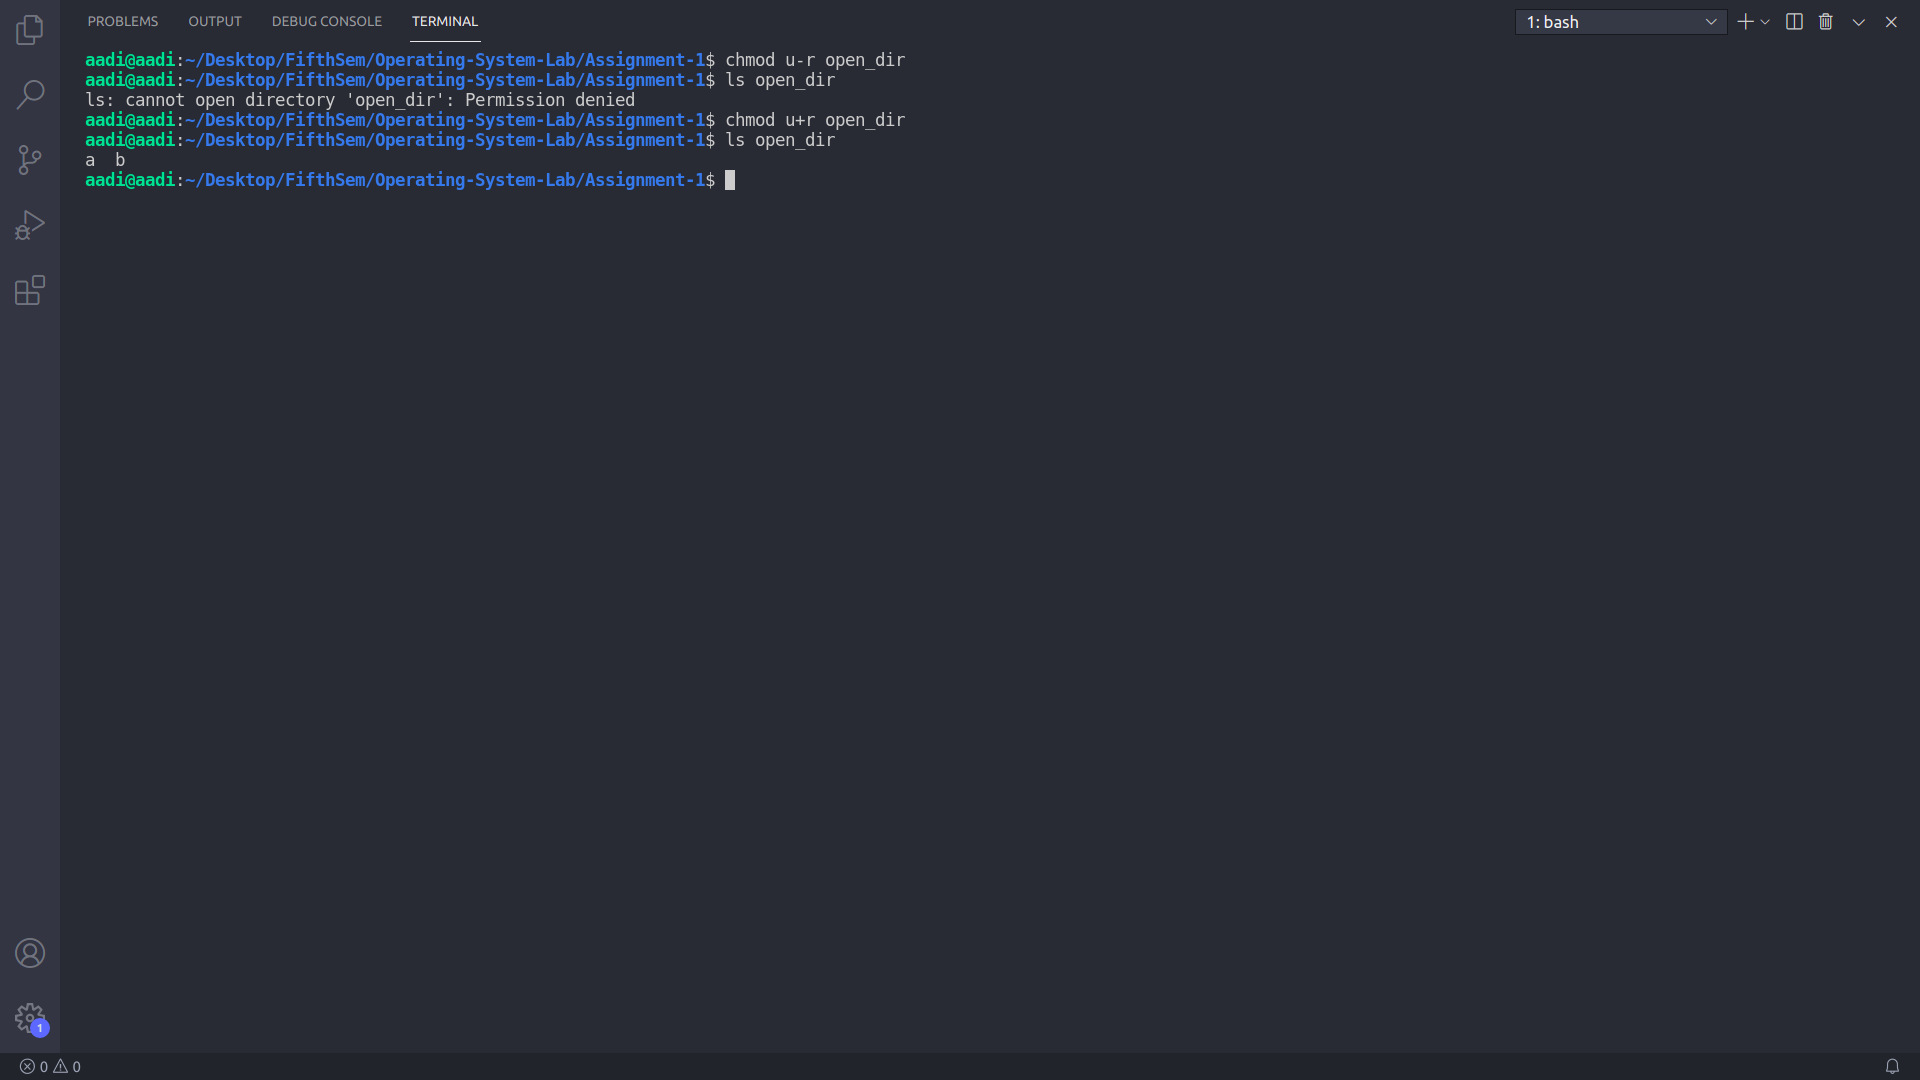 PROBLEMS OUTPUT DEBUG CONSOLE TERMINAL 1: bash
aadi@aadi:~/Desktop/FifthSem/Operating-System-Lab/Assignment-1$ chmod u-r open_dir
aadi@aadi:~/Desktop/FifthSem/Operating-System-Lab/Assignment-1$ ls open_dir
ls: cannot open directory 'open_dir': Permission denied
aadi@aadi:~/Desktop/FifthSem/Operating-System-Lab/Assignment-1$ chmod u+r open_dir
aadi@aadi:~/Desktop/FifthSem/Operating-System-Lab/Assignment-1$ ls open_dir
a  b
aadi@aadi:~/Desktop/FifthSem/Operating-System-Lab/Assignment-1$
1
0 0